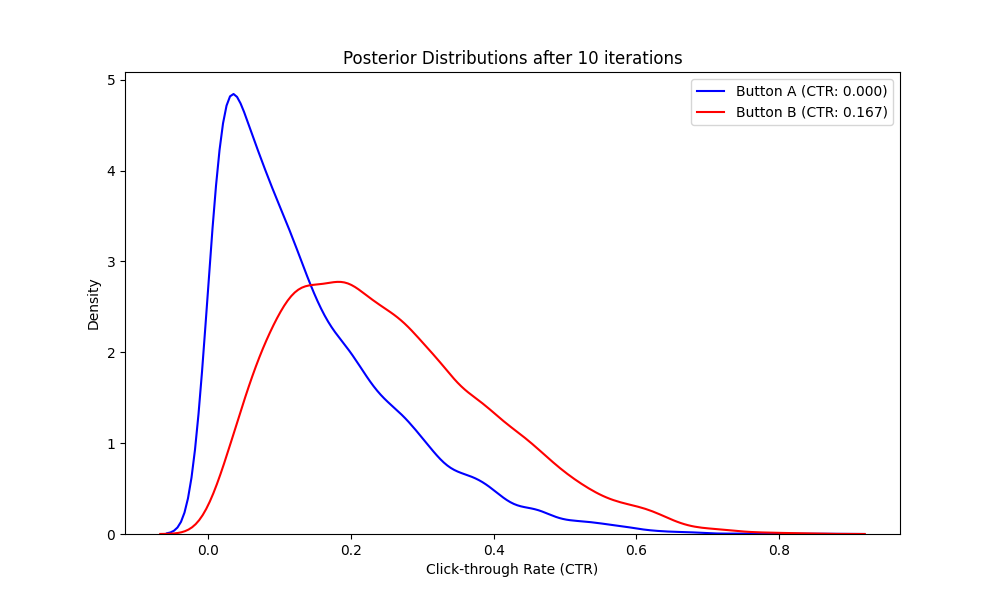 Posterior Distributions after 10 iterations
Button A (CTR: 0.000)
Button B (CTR: 0.167)
Density
5
4
3
2
1
0
0.0 0.2 0.4 0.6 0.8
Click-through Rate (CTR)